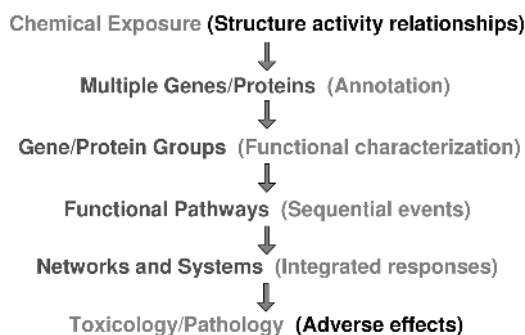 Chemical Exposure (Structure activity relationships)
Multiple Genes/Proteins (Annotation)
Gene/Protein Groups (Functional characterization)
Functional Pathways (Sequential events)
Networks and Systems (Integrated responses)
Toxicology/Pathology (Adverse effects)